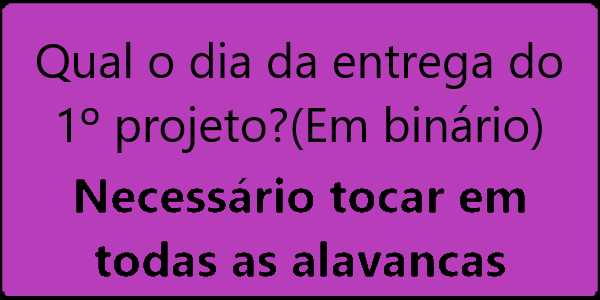 Qual o dia da entrega do
1º projeto?(Em binário)
Necessário tocar em
todas as alavancas